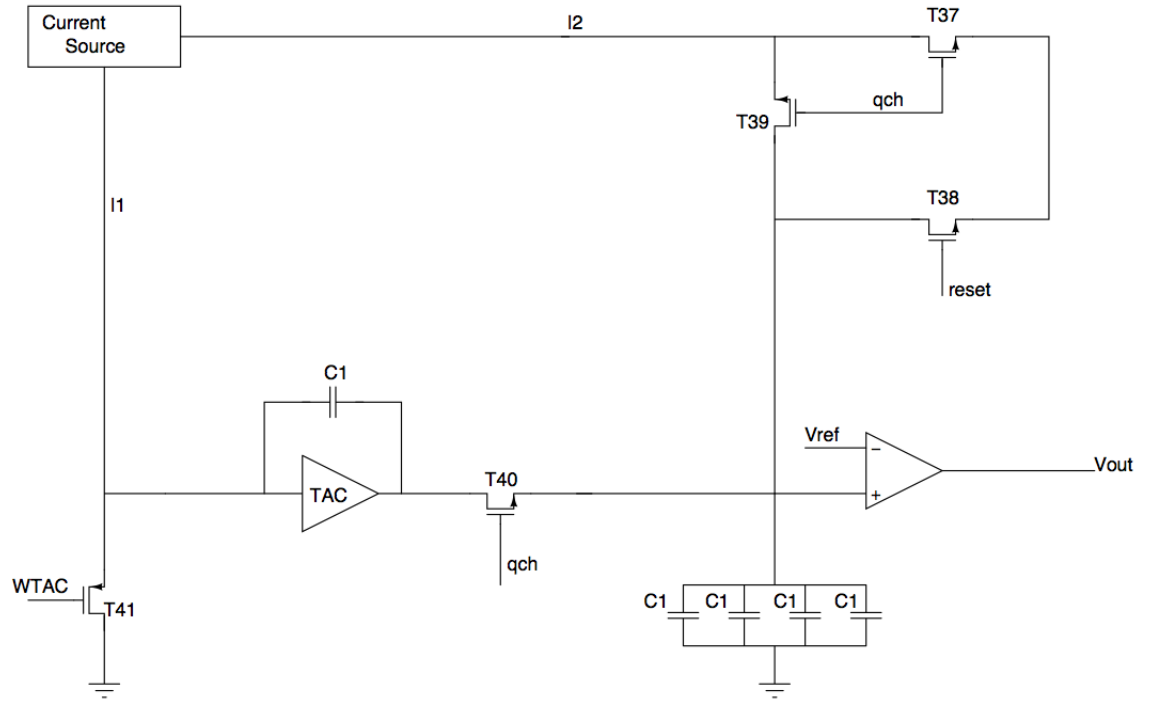 Current
Source
I2
T37
qch
T39
I1
T38
reset
C1
Vref
Vout
−
TAC
T40
+
qch
WTAC
T41
C1
C1
C1
C1